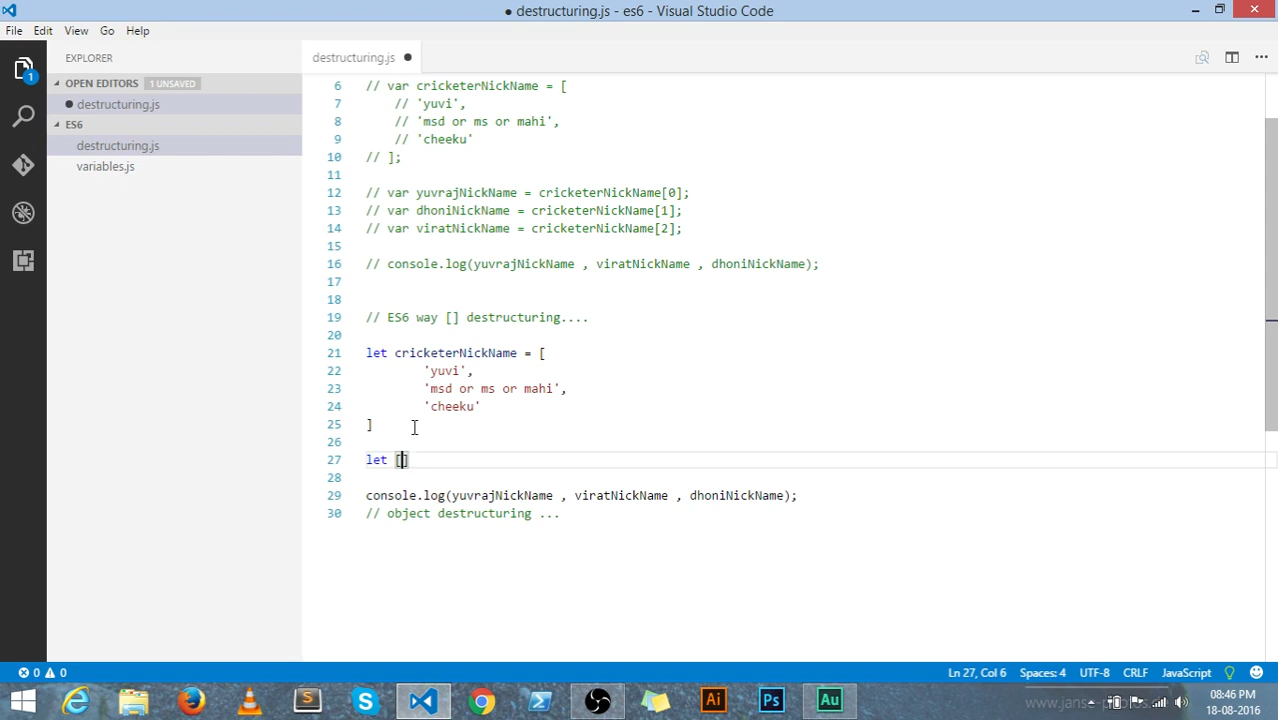 ● destructuring.js - es6 - Visual Studio Code
File Edit View Go Help
EXPLORER
OPEN EDITORS 1 UNSAVED
● destructuring.js
ES6
destructuring.js
variables.js
1
destructuring.js ●
6 // var cricketerNickName = [
7 // 'yuvi',
8 // 'msd or ms or mahi',
9 // 'cheeku'
10 // ];
11
12 // var yuvrajNickName = cricketerNickName[0];
13 // var dhoniNickName = cricketerNickName[1];
14 // var viratNickName = cricketerNickName[2];
15
16 // console.log(yuvrajNickName , viratNickName , dhoniNickName);
17
18
19 // ES6 way [] destructuring....
20
21 let cricketerNickName = [
22 'yuvi',
23 'msd or ms or mahi',
24 'cheeku'
25 ]
26
27 let []
28
29 console.log(yuvrajNickName , viratNickName , dhoniNickName);
30 // object destructuring ...
0 0 Ln 27, Col 6 Spaces: 4 UTF-8 CRLF JavaScript
S S Ai Ps Au
08:46 PM
18-08-2016